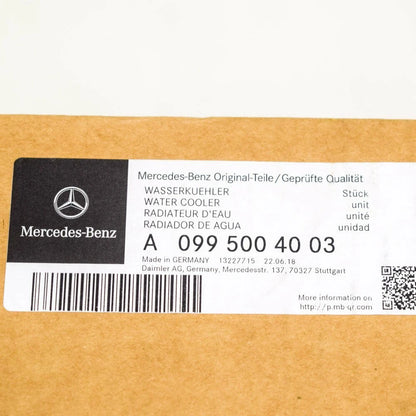 Mercedes-Benz
Mercedes-Benz Original-Teile/Geprüfte Qualität
WASSERKUEHLER Stück
WATER COOLER unit
RADIATEUR D'EAU unité
RADIADOR DE AGUA unidad
A 099 500 40 03
Made in GERMANY 13227715 22.06.18
Daimler AG, Germany, Mercedesstr. 137, 70327 Stuttgart
More information on
http://p.mb-qr.com/